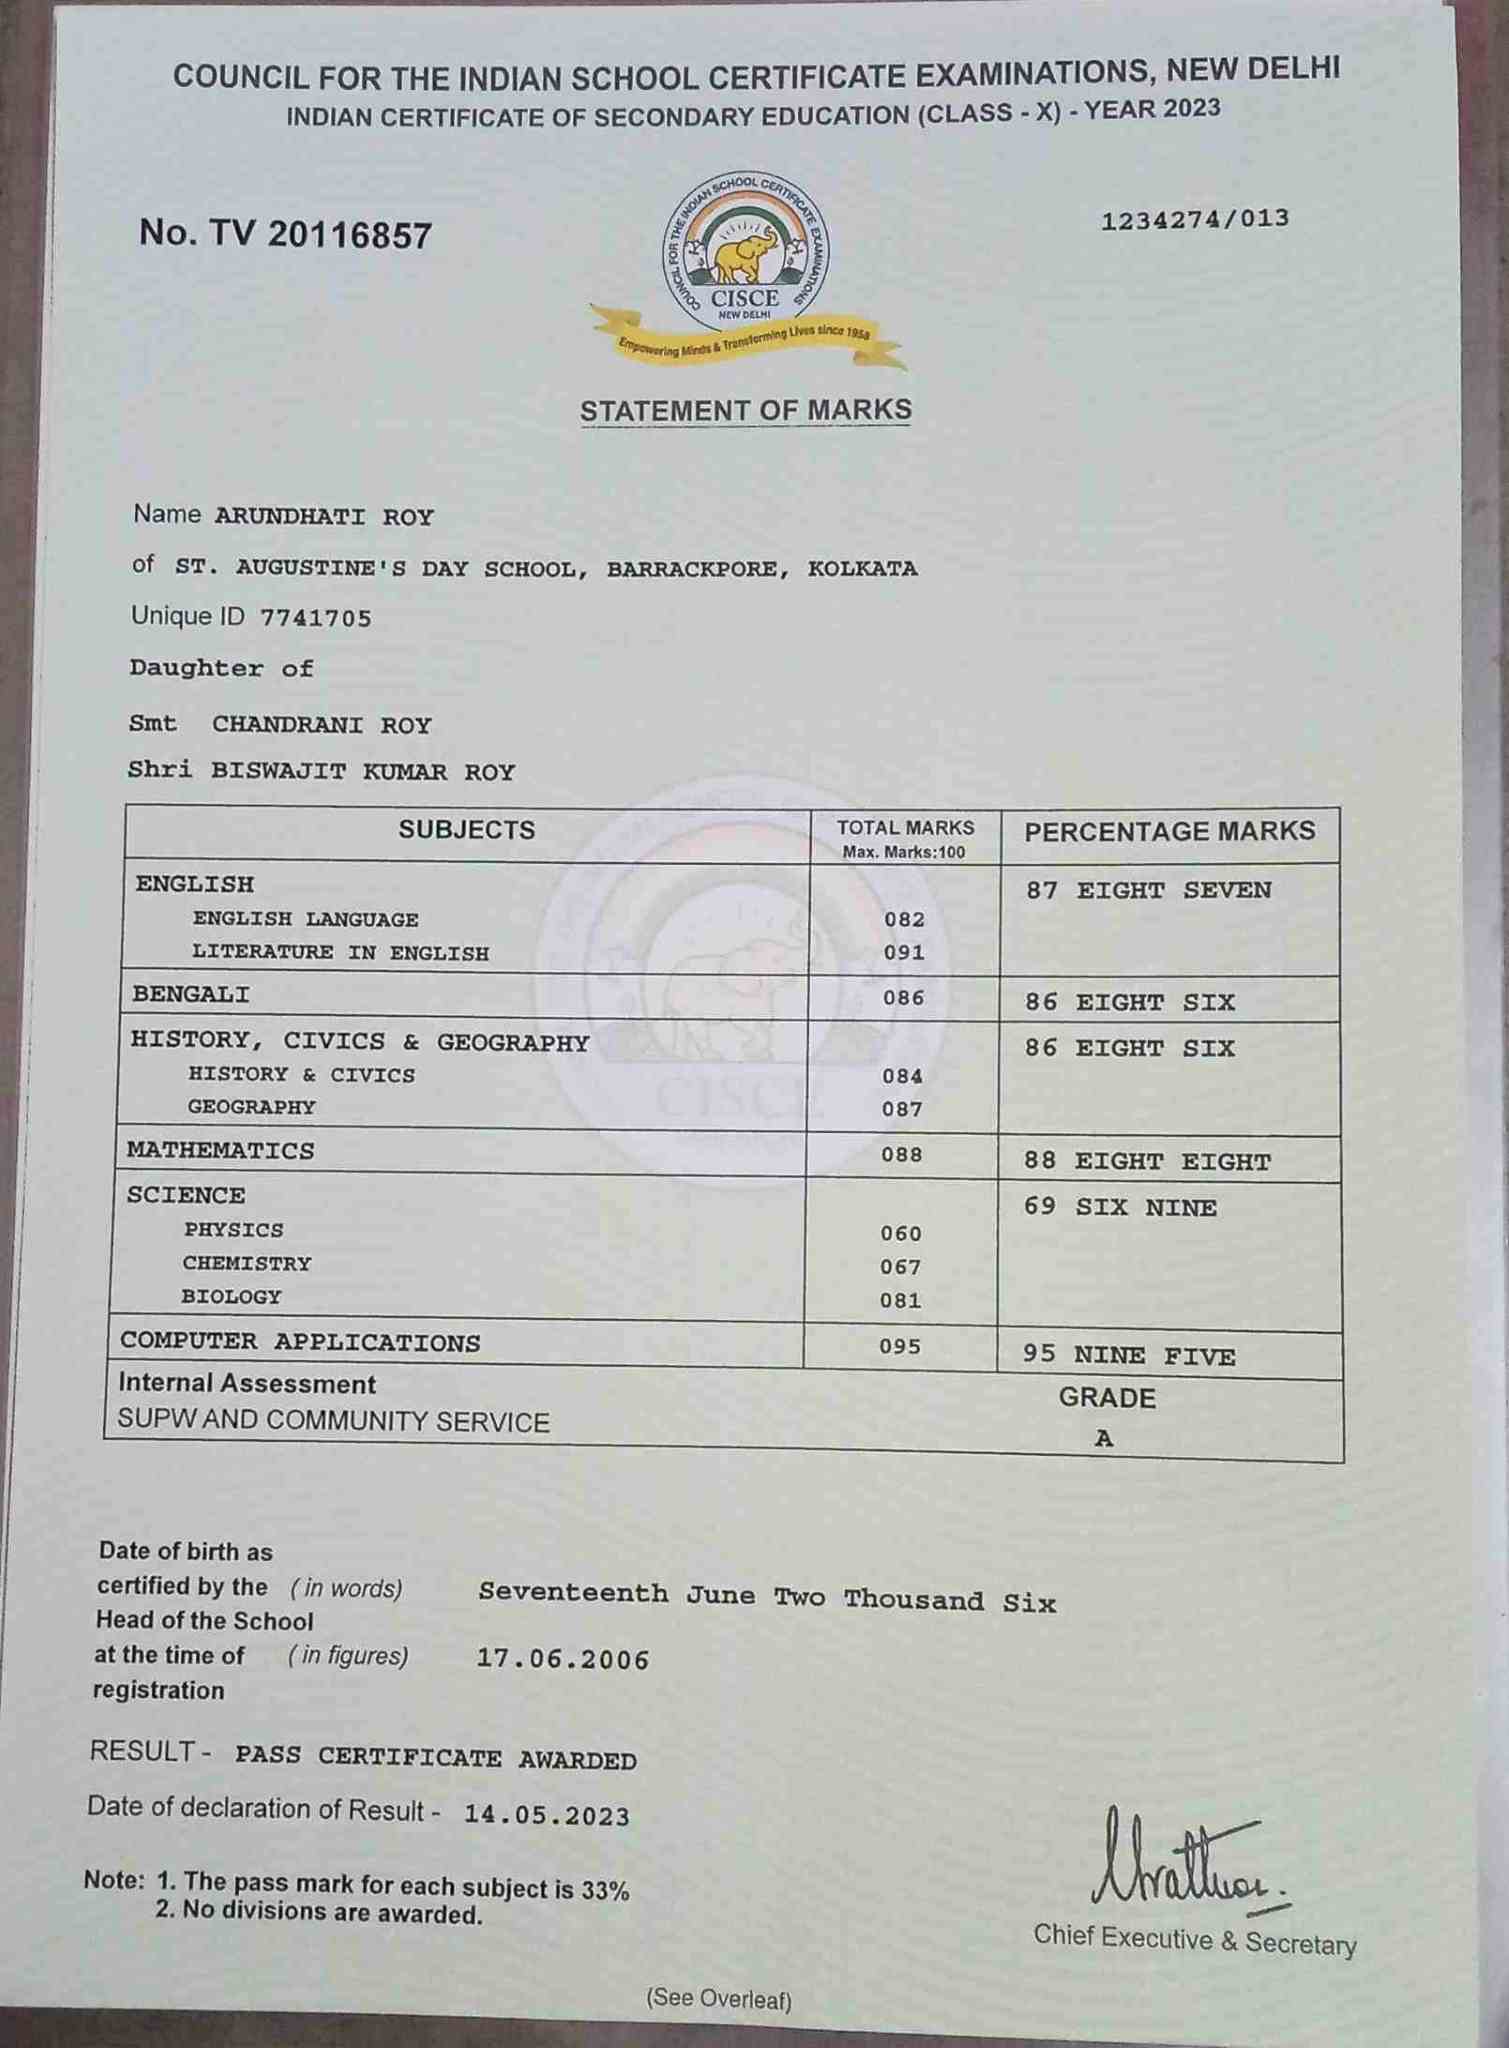 COUNCIL FOR THE INDIAN SCHOOL CERTIFICATE EXAMINATIONS, NEW DELHI
INDIAN CERTIFICATE OF SECONDARY EDUCATION (CLASS - X) - YEAR 2023
No. TV 20116857
1234274/013
COUNCIL FOR THE INDIAN SCHOOL CERTIFICATE EXAMINATIONS
CISCE
NEW DELHI
Empowering Minds & Transforming Lives since 1958
STATEMENT OF MARKS
Name ARUNDHATI ROY
of ST. AUGUSTINE'S DAY SCHOOL, BARRACKPORE, KOLKATA
Unique ID 7741705
Daughter of
Smt CHANDRANI ROY
Shri BISWAJIT KUMAR ROY
SUBJECTS TOTAL MARKS PERCENTAGE MARKS
Max. Marks:100
ENGLISH 87 EIGHT SEVEN
ENGLISH LANGUAGE 082
LITERATURE IN ENGLISH 091
BENGALI 086 86 EIGHT SIX
HISTORY, CIVICS & GEOGRAPHY 86 EIGHT SIX
HISTORY & CIVICS 084
GEOGRAPHY 087
CISCE
MATHEMATICS 088 88 EIGHT EIGHT
SCIENCE 69 SIX NINE
PHYSICS 060
CHEMISTRY 067
BIOLOGY 081
COMPUTER APPLICATIONS 095 95 NINE FIVE
Internal Assessment GRADE
SUPW AND COMMUNITY SERVICE A
Date of birth as
certified by the (in words) Seventeenth June Two Thousand Six
Head of the School
at the time of (in figures) 17.06.2006
registration
RESULT - PASS CERTIFICATE AWARDED
Date of declaration of Result - 14.05.2023
Note: 1. The pass mark for each subject is 33%
2. No divisions are awarded.
Chief Executive & Secretary
(See Overleaf)